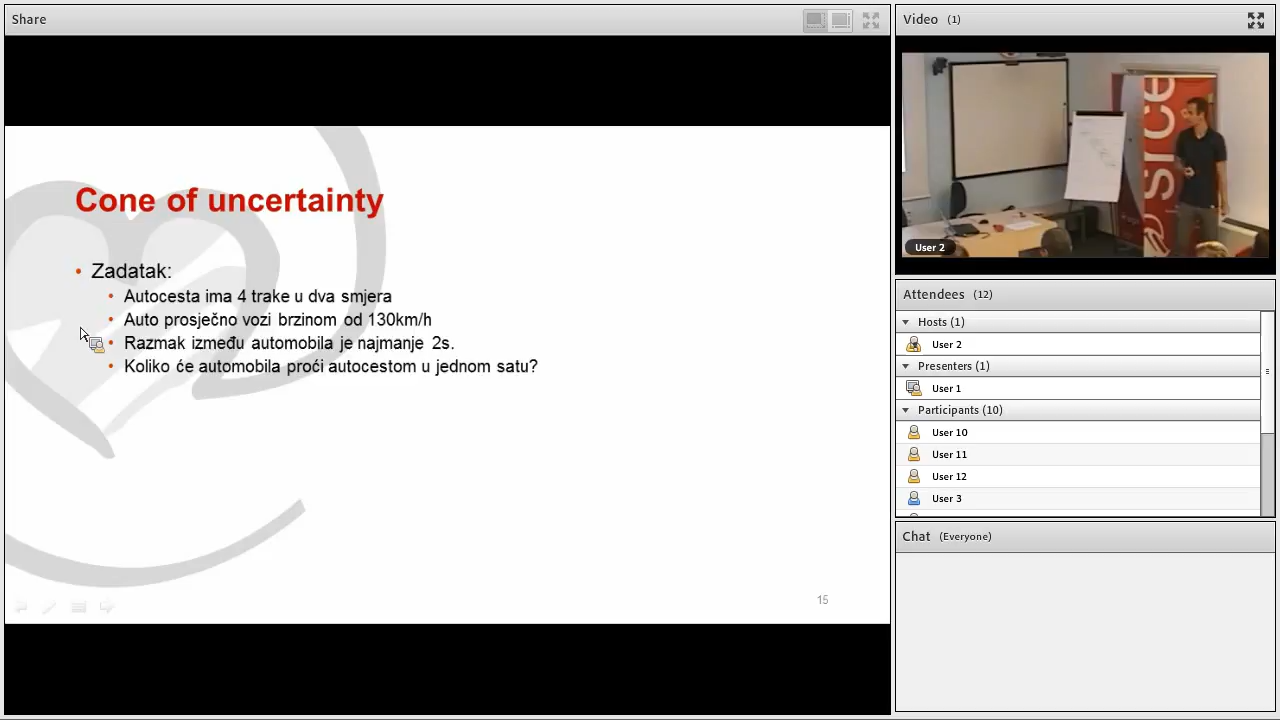 Share
Cone of uncertainty
• Zadatak:
• Autocesta ima 4 trake u dva smjera
• Auto prosječno vozi brzinom od 130km/h
• Razmak između automobila je najmanje 2s.
• Koliko će automobila proći autocestom u jednom satu?
15
Video (1)
srce
User 2
Attendees (12)
Hosts (1)
User 2
Presenters (1)
User 1
Participants (10)
User 10
User 11
User 12
User 3
Chat (Everyone)